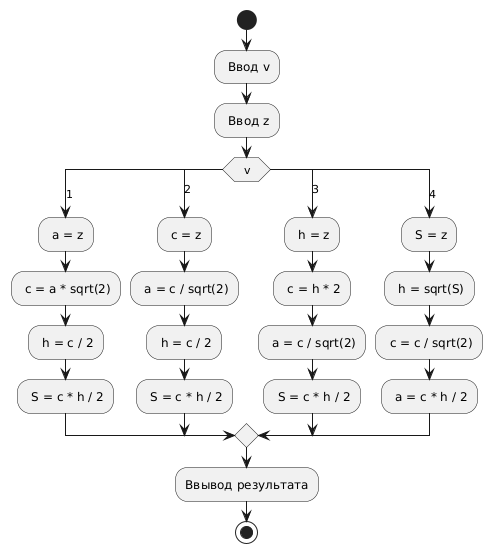 Ввод v
Ввод z
v
1
2
3
4
a = z
c = z
h = z
S = z
c = a * sqrt(2)
a = c / sqrt(2)
c = h * 2
h = sqrt(S)
h = c / 2
h = c / 2
a = c / sqrt(2)
c = c / sqrt(2)
S = c * h / 2
S = c * h / 2
S = c * h / 2
a = c * h / 2
Ввывод результата